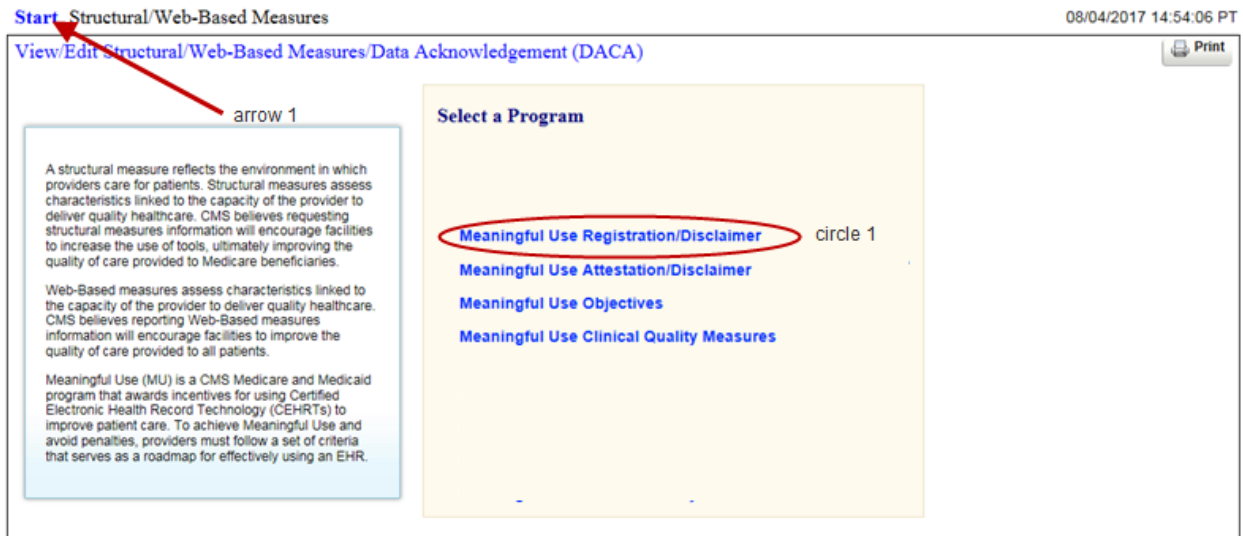 Start Structural/Web-Based Measures
08/04/2017 14:54:06 PT
View/Edit Structural/Web-Based Measures/Data Acknowledgement (DACA)
Print
arrow 1
A structural measure reflects the environment in which
providers care for patients. Structural measures assess
characteristics linked to the capacity of the provider to
deliver quality healthcare. CMS believes requesting
structural measures information will encourage facilities
to increase the use of tools, ultimately improving the
quality of care provided to Medicare beneficiaries.
Web-Based measures assess characteristics linked to
the capacity of the provider to deliver quality healthcare.
CMS believes reporting Web-Based measures
information will encourage facilities to improve the
quality of care provided to all patients.
Meaningful Use (MU) is a CMS Medicare and Medicaid
program that awards incentives for using Certified
Electronic Health Record Technology (CEHRTs) to
improve patient care. To achieve Meaningful Use and
avoid penalties, providers must follow a set of criteria
that serves as a roadmap for effectively using an EHR.
Select a Program
Meaningful Use Registration/Disclaimer
circle 1
Meaningful Use Attestation/Disclaimer
Meaningful Use Objectives
Meaningful Use Clinical Quality Measures